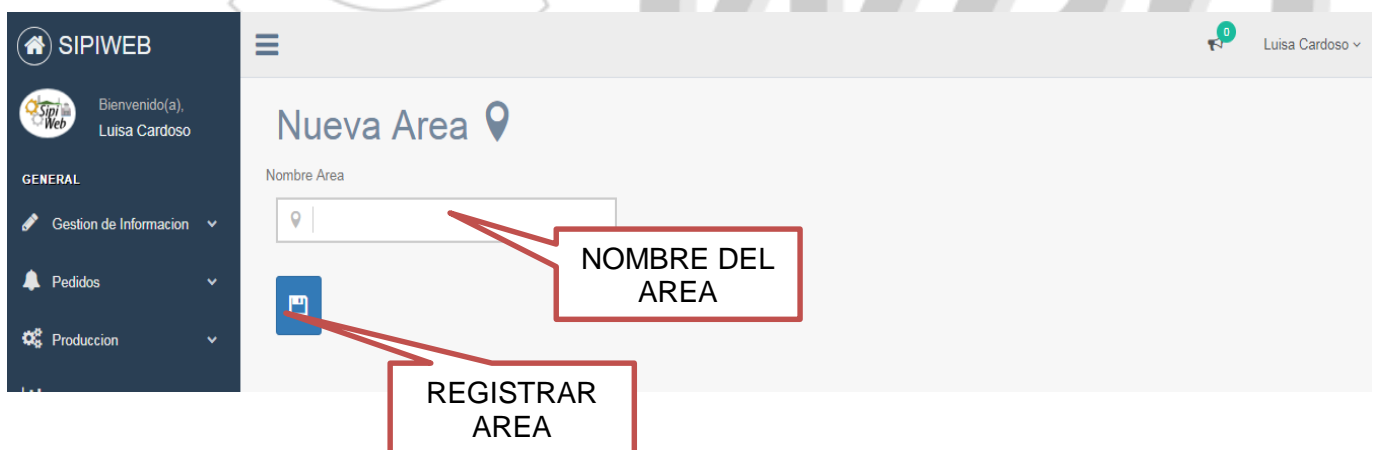 SIPIWEB
0
Luisa Cardoso
Sipi
Web
Bienvenido(a),
Luisa Cardoso
GENERAL
Gestion de Informacion
Pedidos
Produccion
Nueva Area
Nombre Area
NOMBRE DEL
AREA
REGISTRAR
AREA